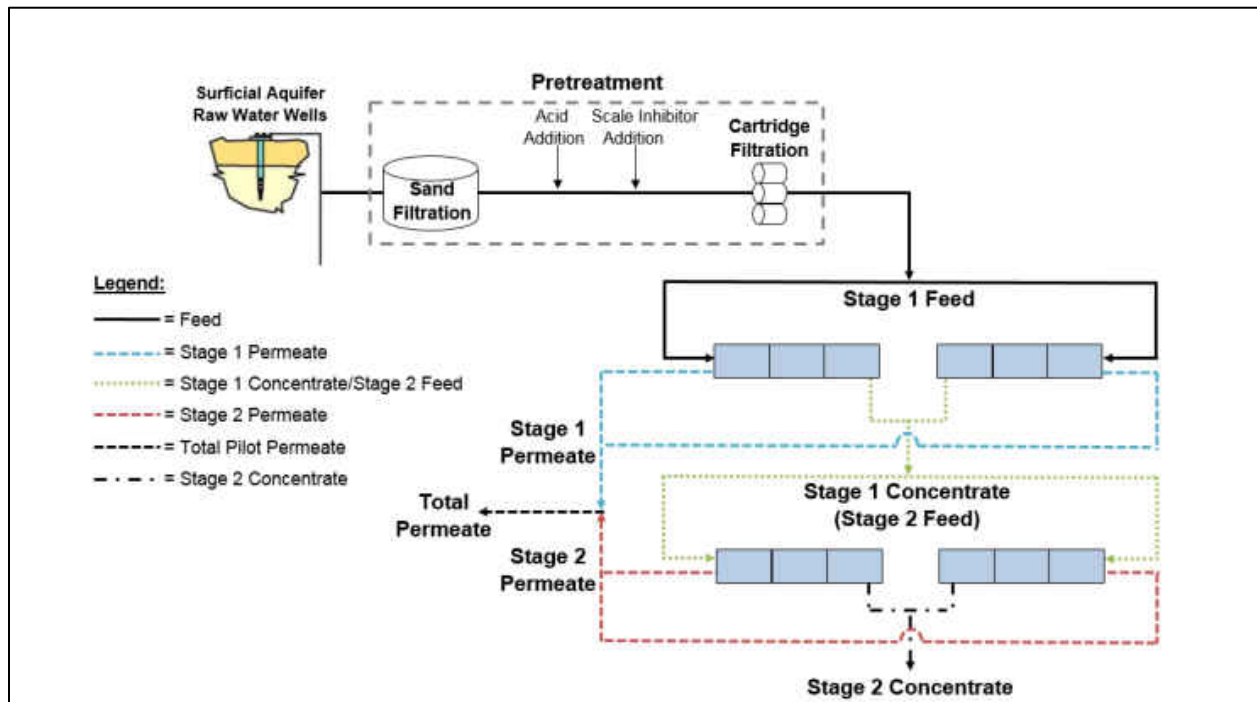 Pretreatment
Surficial Aquifer
Raw Water Wells
Acid
Addition
Scale Inhibitor
Addition
Cartridge
Filtration
Sand
Filtration
Legend:
= Feed
= Stage 1 Permeate
= Stage 1 Concentrate/Stage 2 Feed
= Stage 2 Permeate
= Total Pilot Permeate
= Stage 2 Concentrate
Stage 1 Feed
Stage 1
Permeate
Stage 1 Concentrate
(Stage 2 Feed)
Total
Permeate
Stage 2
Permeate
Stage 2 Concentrate